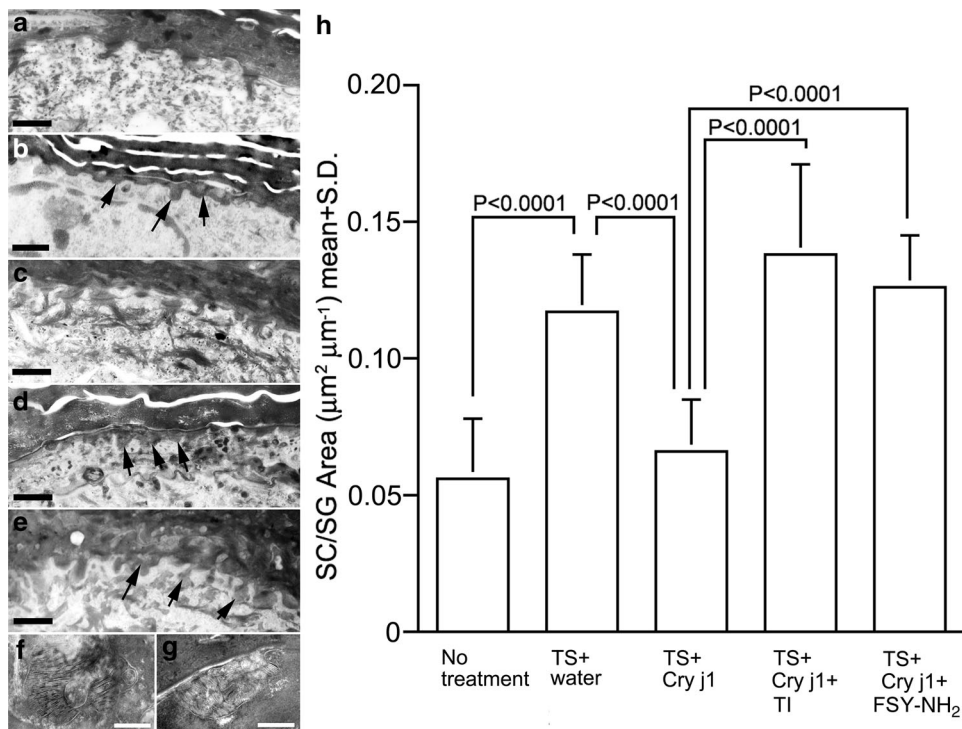 a
b
c
d
e
f
g
h
SC/SG Area (μm² μm⁻¹) mean+S.D.
0.20
0.15
0.10
0.05
0
P<0.0001
P<0.0001
P<0.0001 P<0.0001
No
treatment
TS+
water
TS+
Cry j1
TS+
Cry j1+
TI
TS+
Cry j1+
FSY-NH₂